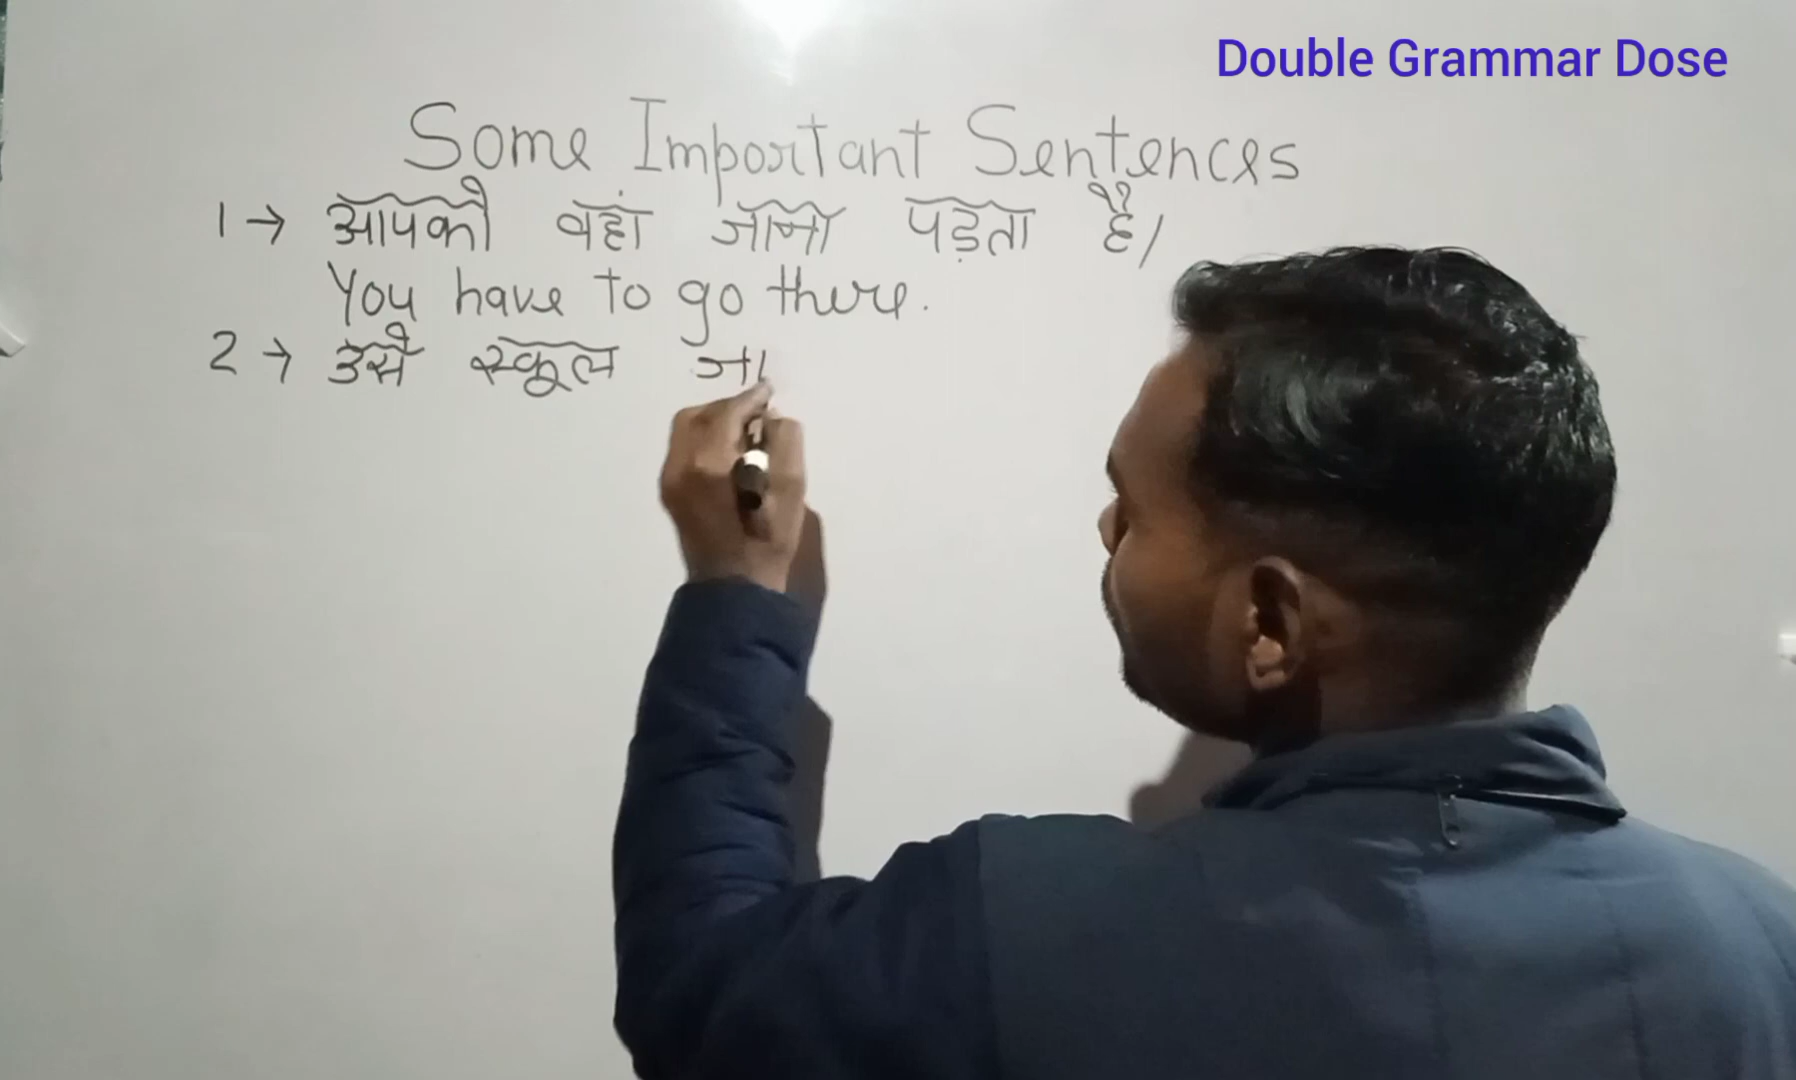 Double Grammar Dose
Some Important Sentences
1 → आपको वहां जाना पड़ता है।
You have to go there.
2 → उसे स्कूल जा